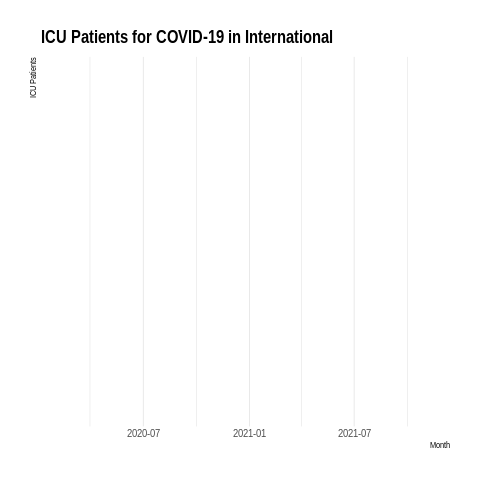 ICU Patients for COVID-19 in International
ICU Patients
2020-07
2021-01
2021-07
Month